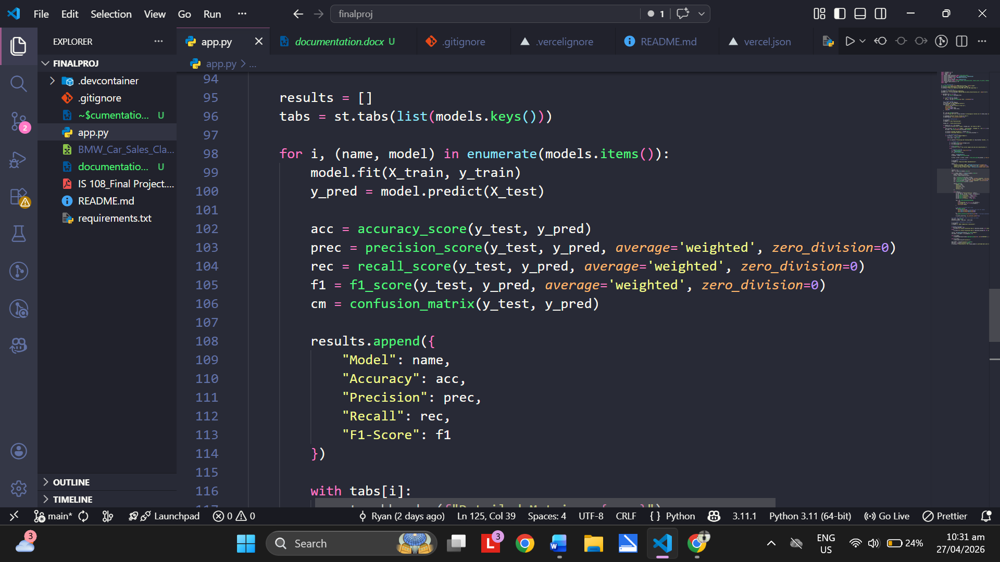 File Edit Selection View Go Run ···
finalproj
1
EXPLORER
FINALPROJ
.devcontainer
.gitignore
~$cumentatio... U
app.py
BMW_Car_Sales_Cla...
documentatio... U
IS 108_Final Project....
README.md
requirements.txt
OUTLINE
TIMELINE
2
app.py
documentation.docx U
.gitignore
.vercelignore
README.md
vercel.json
app.py > ...
94
95 results = []
96 tabs = st.tabs(list(models.keys()))
97
98 for i, (name, model) in enumerate(models.items()):
99 model.fit(X_train, y_train)
100 y_pred = model.predict(X_test)
101
102 acc = accuracy_score(y_test, y_pred)
103 prec = precision_score(y_test, y_pred, average='weighted', zero_division=0)
104 rec = recall_score(y_test, y_pred, average='weighted', zero_division=0)
105 f1 = f1_score(y_test, y_pred, average='weighted', zero_division=0)
106 cm = confusion_matrix(y_test, y_pred)
107
108 results.append({
109 "Model": name,
110 "Accuracy": acc,
111 "Precision": prec,
112 "Recall": rec,
113 "F1-Score": f1
114 })
115
116 with tabs[i]:
main* Launchpad 0 0 Ryan (2 days ago) Ln 125, Col 39 Spaces: 4 UTF-8 CRLF { } Python 3.11.1 Python 3.11 (64-bit) Go Live Prettier
3
Search
L 3
ENG
US
24%
10:31 am
27/04/2026